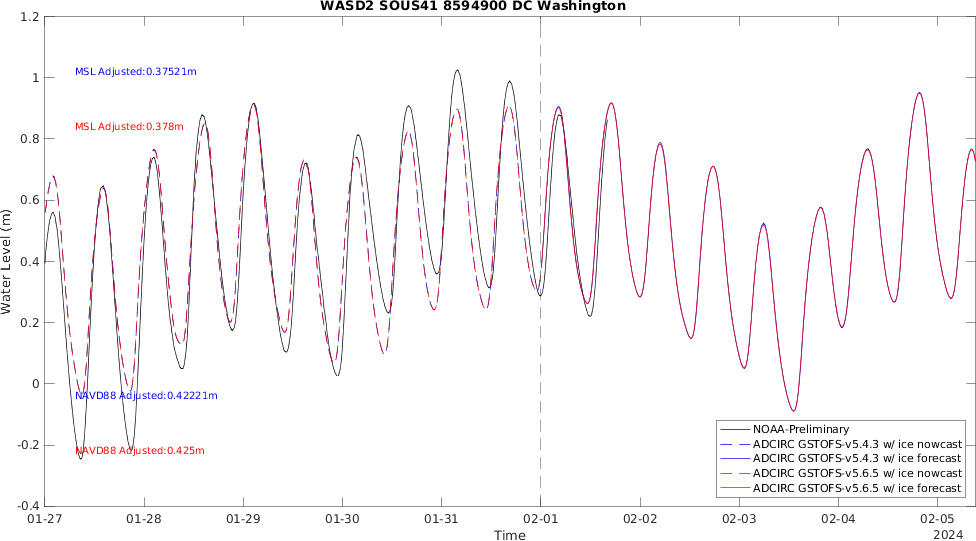 WASD2 SOUS41 8594900 DC Washington
1.2
1
0.8
0.6
0.4
0.2
0
-0.2
-0.4
Water Level (m)
MSL Adjusted:0.37521m
MSL Adjusted:0.378m
NAVD88 Adjusted:0.42221m
NAVD88 Adjusted:0.425m
NOAA-Preliminary
ADCIRC GSTOFS-v5.4.3 w/ ice nowcast
ADCIRC GSTOFS-v5.4.3 w/ ice forecast
ADCIRC GSTOFS-v5.6.5 w/ ice nowcast
ADCIRC GSTOFS-v5.6.5 w/ ice forecast
01-27 01-28 01-29 01-30 01-31 02-01 02-02 02-03 02-04 02-05
Time
2024